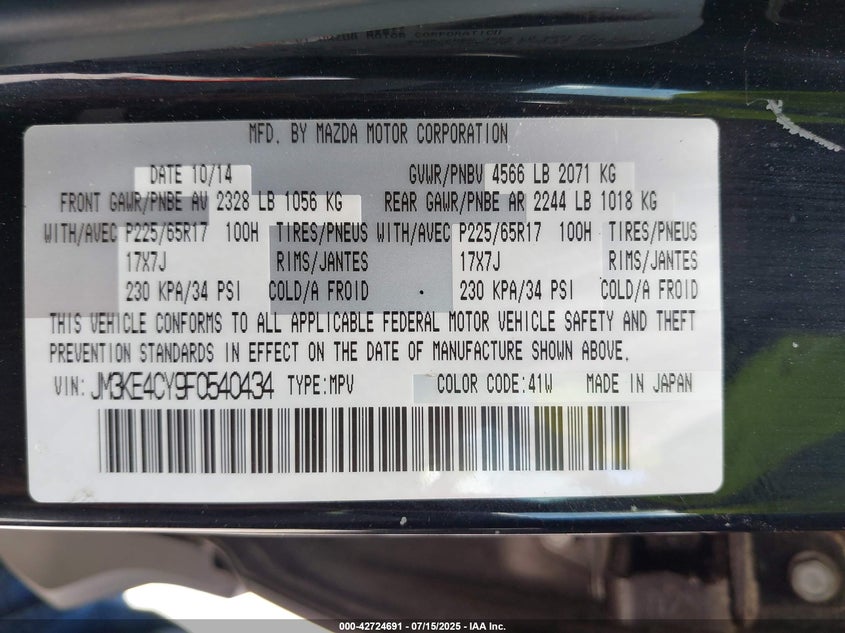 MFD. BY MAZDA MOTOR CORPORATION
DATE 10/14 GVWR/PNBV 4566 LB 2071 KG
FRONT GAWR/PNBE AV 2328 LB 1056 KG REAR GAWR/PNBE AR 2244 LB 1018 KG
WITH/AVEC P225/65R17 100H TIRES/PNEUS WITH/AVEC P225/65R17 100H TIRES/PNEUS
17X7J RIMS/JANTES 17X7J RIMS/JANTES
230 KPA/34 PSI COLD/A FROID 230 KPA/34 PSI COLD/A FROID
THIS VEHICLE CONFORMS TO ALL APPLICABLE FEDERAL MOTOR VEHICLE SAFETY AND THEFT
PREVENTION STANDARDS IN EFFECT ON THE DATE OF MANUFACTURE SHOWN ABOVE.
VIN: JM3KE4CY9F0540434 TYPE:MPV COLOR CODE:41W MADE IN JAPAN
000-42724691 - 07/15/2025 - IAA Inc.